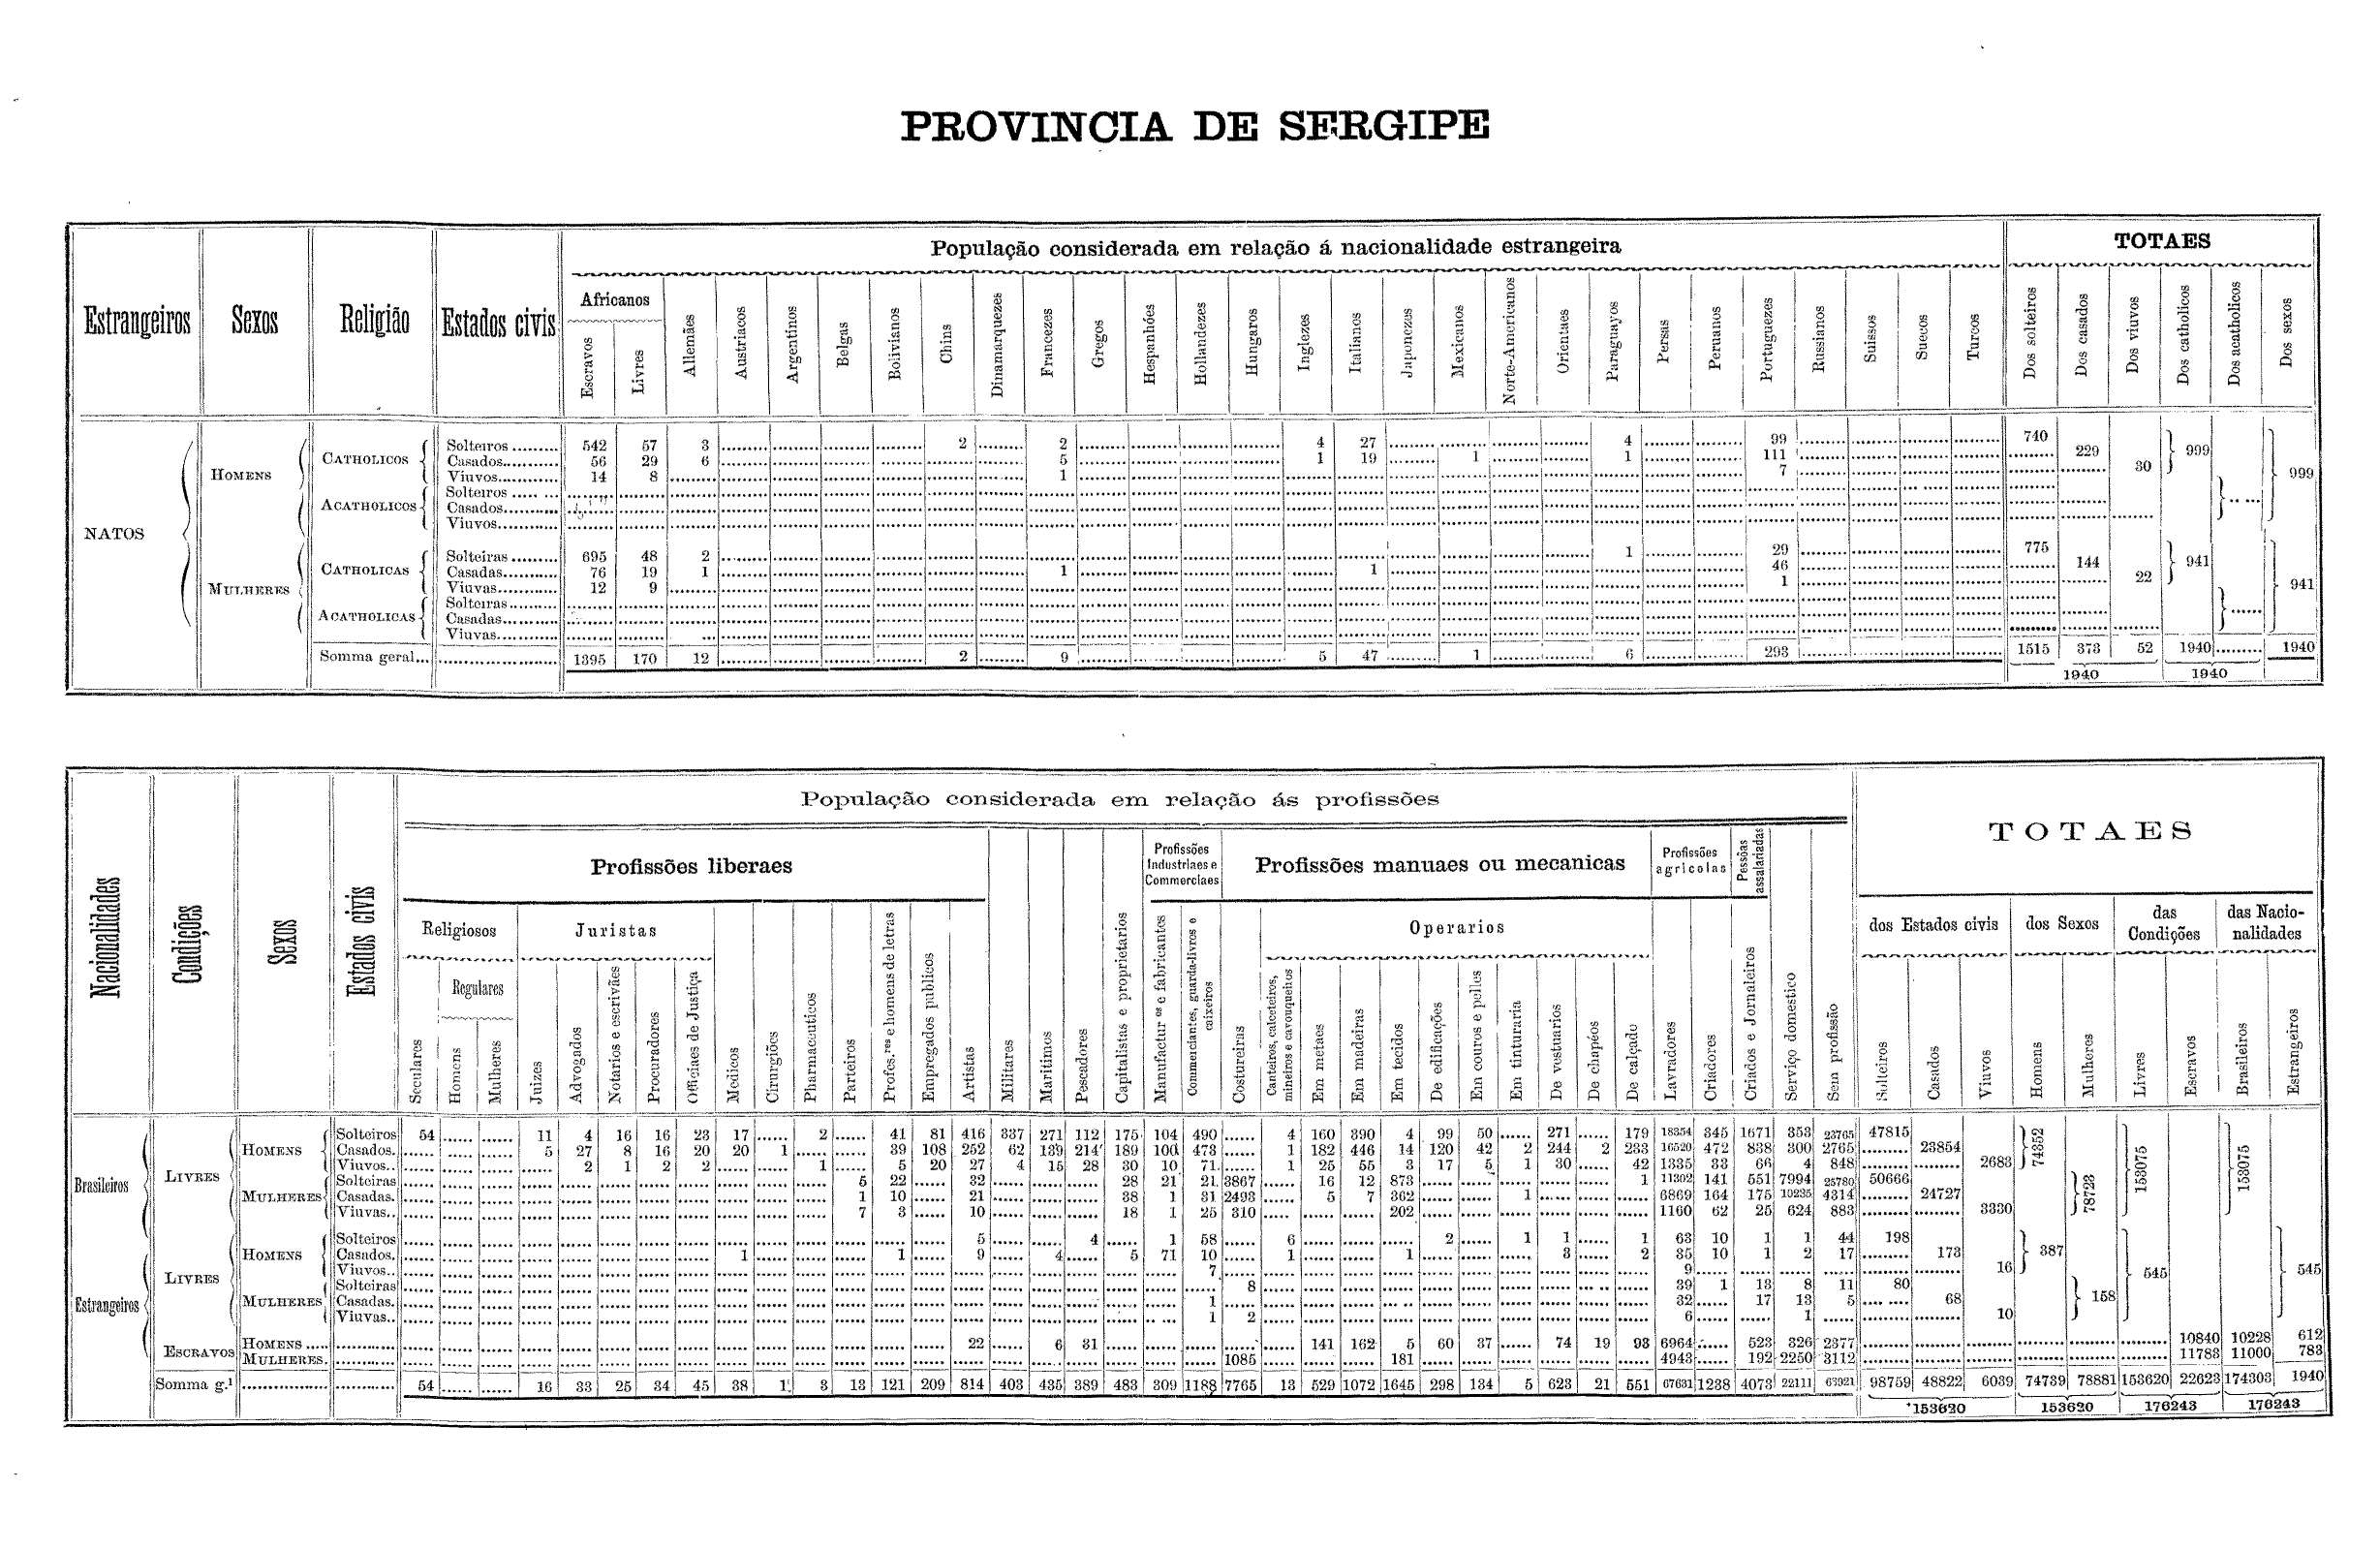 PROVINCIA DE SERGIPE
Estrangeiros Sexos Religião Estados civis População considerada em relação á nacionalidade estrangeira TOTAES
Africanos
Escravos Livres Allemães Austriacos Argentinos Belgas Bolivianos Chins Dinamarquezes Francezes Gregos Hespanhóes Hollandezes Hungaros Inglezes Italianos Japonezes Mexicanos Norte-Americanos Orientaes Paraguayos Persas Peruanos Portuguezes Russianos Suissos Suecos Turcos Dos solteiros Dos casados Dos viuvos Dos catholicos Dos acatholicos Dos sexos
NATOS
HOMENS
CATHOLICOS
Solteiros 542 57 3 2 2 4 27 4 99 740
Casados 56 29 6 5 1 19 1 1 111 229 999
Viuvos 14 8 1 7 30 999
ACATHOLICOS
Solteiros
Casados
Viuvos
MULHERES
CATHOLICAS
Solteiras 695 48 2 1 29 775
Casadas 76 19 1 1 1 46 144 941
Viuvas 12 9 1 22 941
ACATHOLICAS
Solteiras
Casadas
Viuvas
Somma geral... 1395 170 12 2 9 5 47 1 6 293 1515 373 52 1940 1940
1940 1940
Nacionalidades Condições Sexos Estados civis População considerada em relação ás profissões TOTAES
Profissões liberaes
Profissões Industriaes e Commerciaes
Profissões manuaes ou mecanicas
Profissões agricolas
Pessôas assalariadas
Religiosos Juristas Operarios dos Estados civis dos Sexos das Condições das Nacio-nalidades
Regulares
Seculares Homens Mulheres Juizes Advogados Notarios e escrivães Procuradores Officiaes de Justiça Medicos Cirurgiões Pharmaceuticos Parteiros Profes.res e homens de letras Empregados publicos Artistas Militares Maritimos Pescadores Capitalistas e proprietarios Manufactur os e fabricantes Commerciantes, guarda-livros e caixeiros Costureiras Canteiros, calceteiros, mineiros e cavouqueiros Em metaes Em madeiras Em tecidos De edificações Em couros e pelles Em tinturaria De vestuarios De chapéos De calçado Lavradores Criadores Criados e Jornaleiros Serviço domestico Sem profissão Solteiros Casados Viuvos Homens Mulheres Livres Escravos Brasileiros Estrangeiros
Brasileiros
LIVRES
HOMENS
Solteiros 54 11 4 16 16 23 17 2 41 81 416 337 271 112 175 104 490 4 160 390 4 99 50 271 179 18354 345 1671 353 23765 47815
Casados. 5 27 8 16 20 20 1 39 108 252 62 139 214 189 100 473 1 182 446 14 120 42 2 244 2 233 16520 472 838 300 2765 23854 74352
Viuvos.. 2 1 2 2 1 5 20 27 4 15 28 30 10 71 1 25 55 3 17 5 1 30 42 1335 33 66 4 848 2683
MULHERES
Solteiras 5 22 32 28 21 21 3867 16 12 873 1 11302 141 551 7994 25780 50666
Casadas. 1 10 21 38 1 31 2493 5 7 362 1 6869 164 175 10235 4314 24727 78723 153075 153075
Viuvas.. 7 3 10 18 1 25 310 202 1160 62 25 624 883 3330
Estrangeiros
LIVRES
HOMENS
Solteiros 5 4 1 58 6 2 1 1 1 63 10 1 1 44 198
Casados. 1 1 9 4 5 71 10 1 1 3 2 35 10 1 2 17 173 387
Viuvos.. 7 9 16
MULHERES
Solteiras 8 39 1 13 8 11 80 545 545
Casadas. 1 32 17 13 5 68 158
Viuvas.. 1 2 6 1 10
ESCRAVOS
HOMENS 22 6 31 141 162 5 60 37 74 19 93 6964 523 326 2377 10840 10228 612
MULHERES. 1085 181 4943 192 2250 3112 11783 11000 783
Somma g.l 54 16 33 25 34 45 38 1 3 13 121 209 814 403 435 389 483 309 1188 7765 13 529 1072 1645 298 134 5 623 21 551 67631 1238 4073 22111 98759 48822 6039 74739 78881 153620 22623 174303 1940
153620 153620 176243 176243